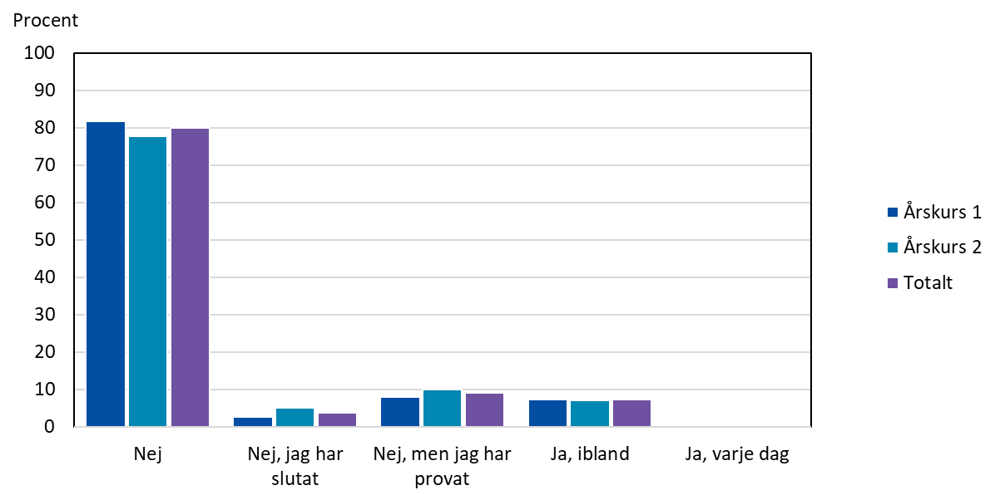 Procent
100
90
80
70
60
50
40
30
20
10
0
Nej
Nej, jag har
slutat
Nej, men jag har
provat
Ja, ibland
Ja, varje dag
Årskurs 1
Årskurs 2
Totalt